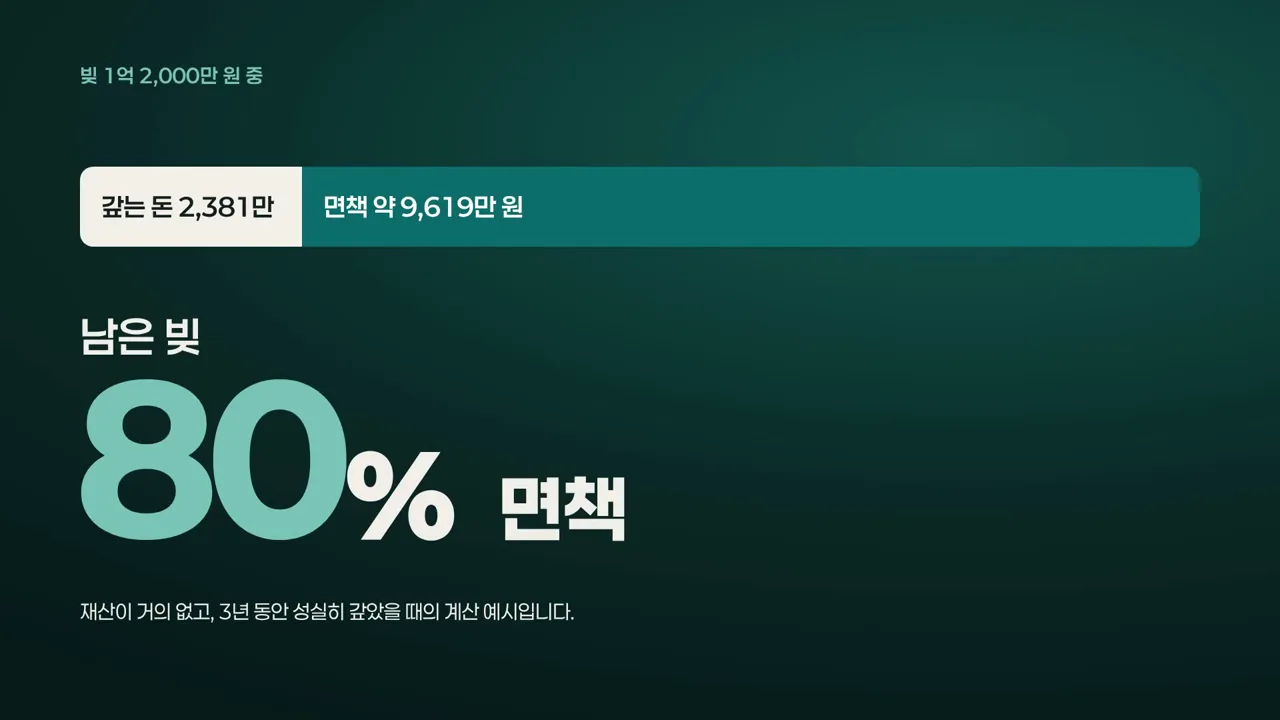 빚 1억 2,000만 원 중
갚는 돈 2,381만 면책 약 9,619만 원
남은 빚
80% 면책
재산이 거의 없고, 3년 동안 성실히 갚았을 때의 계산 예시입니다.